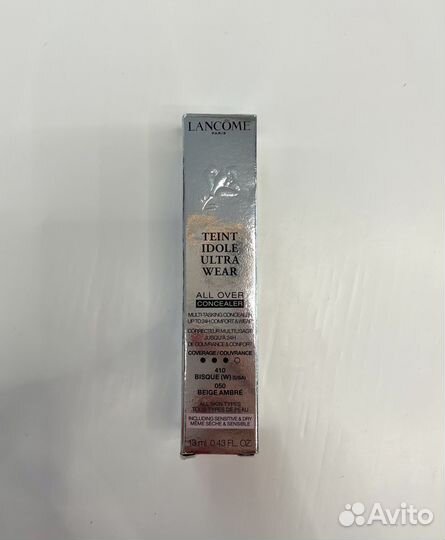 LANCÔME
PARIS
TEINT
IDOLE
ULTRA
WEAR
ALL OVER
CONCEALER
MULTI-TASKING CONCEALER
UP TO 24H COMFORT & WEAR
CORRECTEUR MULTI-USAGE
JUSQU'À 24H
DE COUVRANCE & CONFORT
COVERAGE / COUVRANCE
410
BISQUE (W) (USA)
050
BEIGE AMBRÉ
ALL SKIN TYPES
TOUS TYPES DE PEAU
INCLUDING SENSITIVE & DRY
MÊME SÈCHE & SENSIBLE
13 ml 0.43 FL. OZ.
Avito